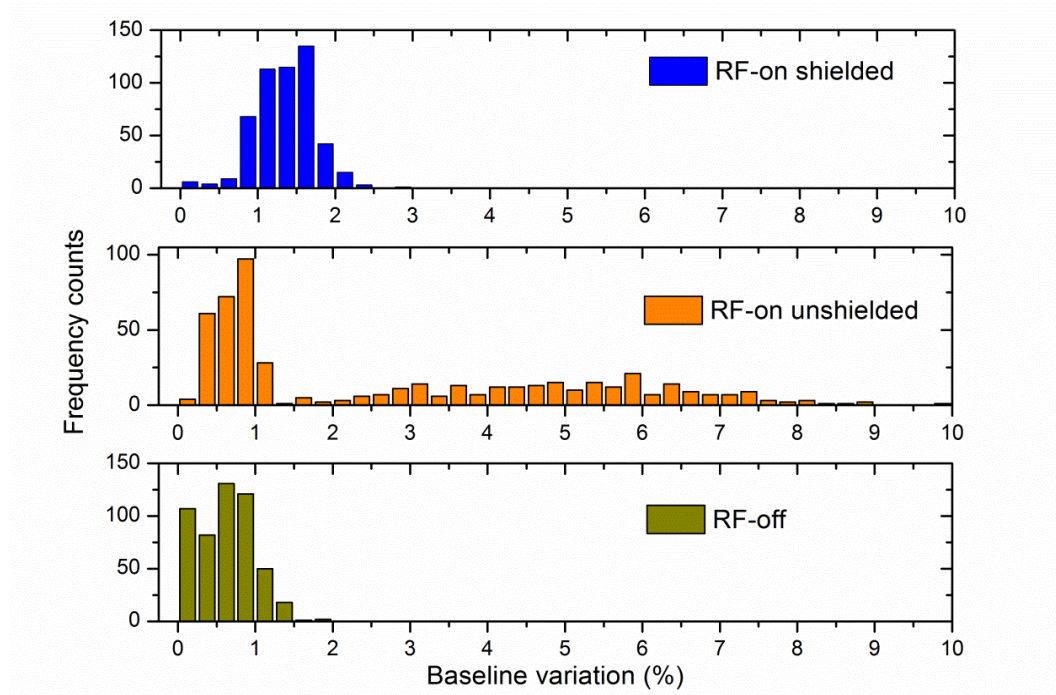 150
100
50
0
RF-on shielded
0 1 2 3 4 5 6 7 8 9 10
Frequency counts
100
50
0
RF-on unshielded
0 1 2 3 4 5 6 7 8 9 10
150
100
50
0
RF-off
0 1 2 3 4 5 6 7 8 9 10
Baseline variation (%)